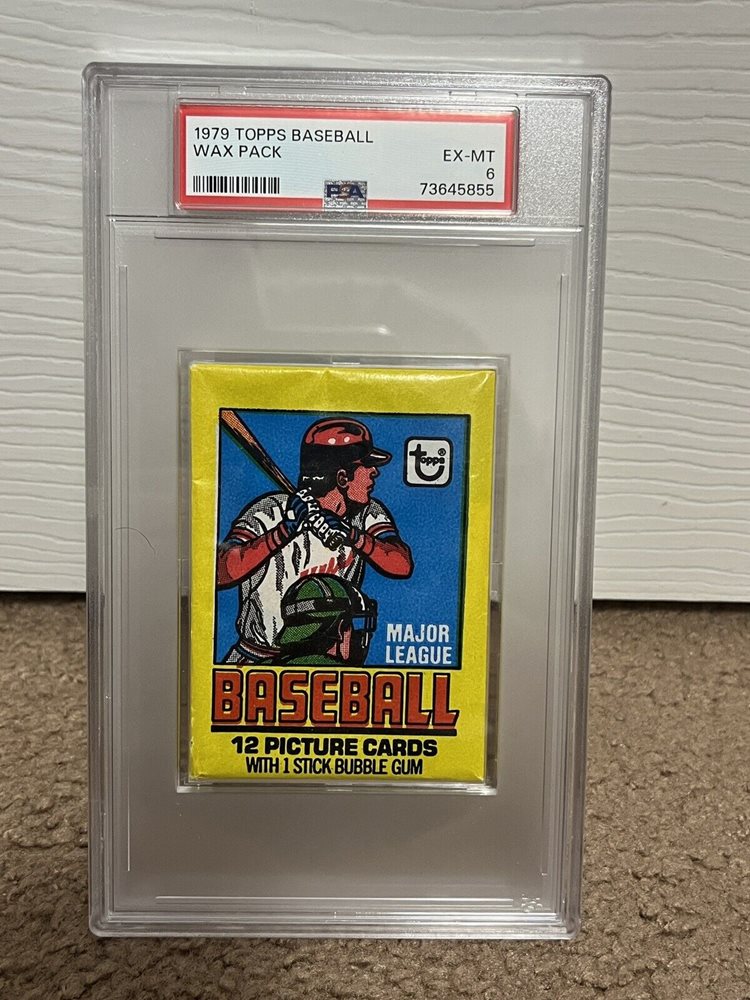 1979 TOPPS BASEBALL
WAX PACK
EX-MT
6
PSA
73645855
topps®
MAJOR
LEAGUE
BASEBALL
12 PICTURE CARDS
WITH 1 STICK BUBBLE GUM